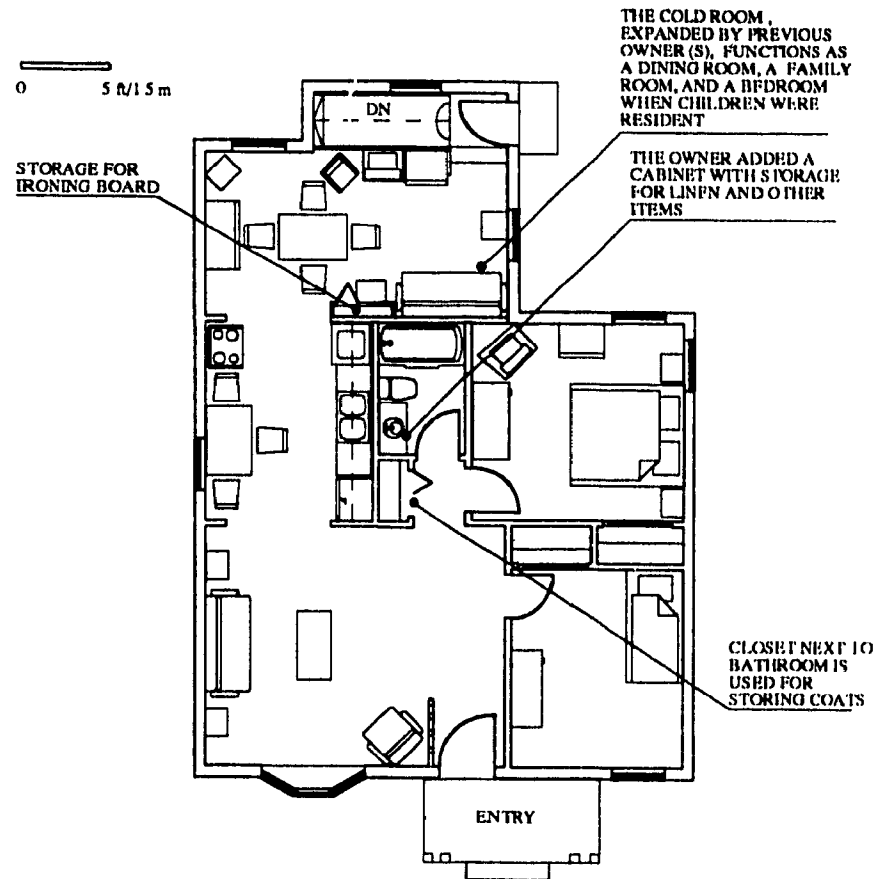 THE COLD ROOM ,
EXPANDED BY PREVIOUS
OWNER (S), FUNCTIONS AS
A DINING ROOM, A FAMILY
ROOM, AND A BEDROOM
WHEN CHILDREN WERE
RESIDENT
0 5 ft/1 5 m
DN
STORAGE FOR
IRONING BOARD
THE OWNER ADDED A
CABINET WITH STORAGE
FOR LINEN AND OTHER
ITEMS
CLOSET NEXT TO
BATHROOM IS
USED FOR
STORING COATS
ENTRY